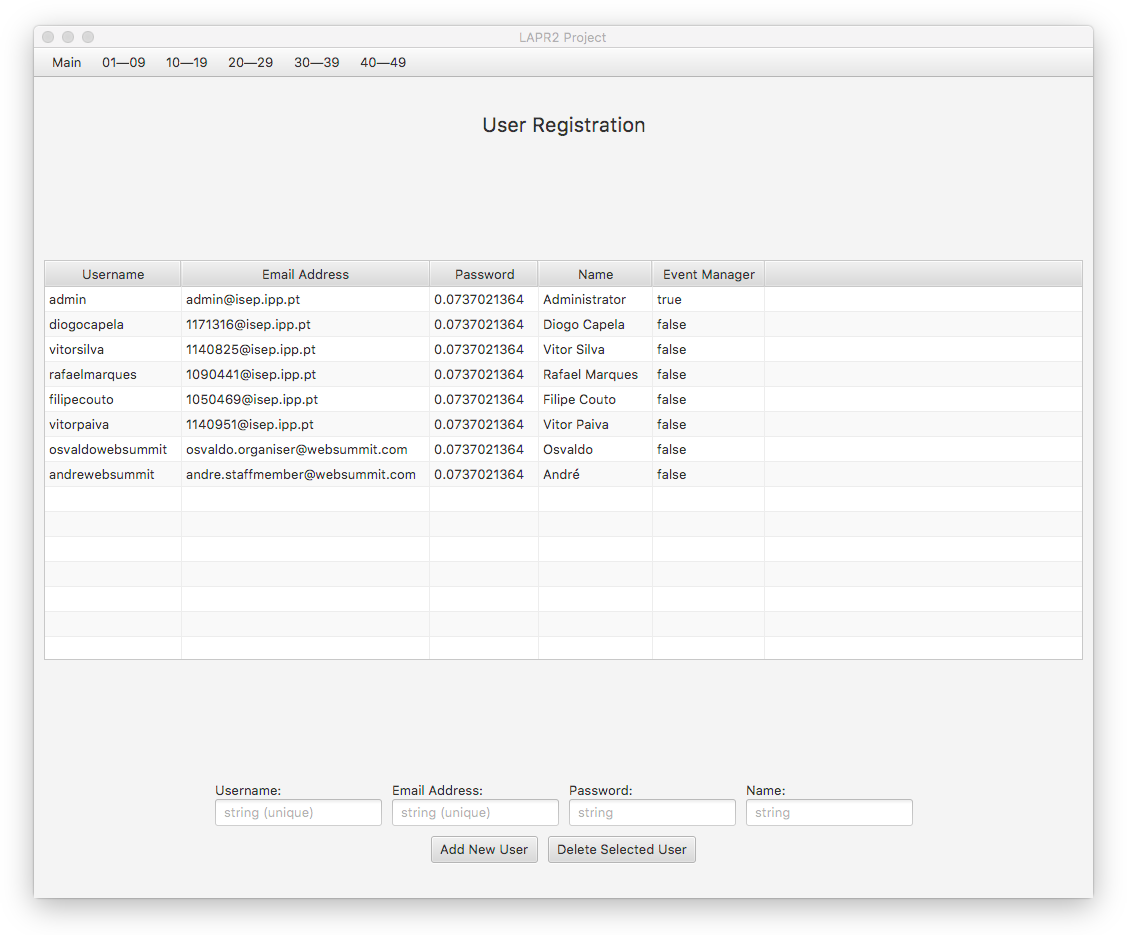 LAPR2 Project
Main 01—09 10—19 20—29 30—39 40—49
User Registration
Username Email Address Password Name Event Manager
admin admin@isep.ipp.pt 0.0737021364 Administrator true
diogocapela 1171316@isep.ipp.pt 0.0737021364 Diogo Capela false
vitorsilva 1140825@isep.ipp.pt 0.0737021364 Vitor Silva false
rafaelmarques 1090441@isep.ipp.pt 0.0737021364 Rafael Marques false
filipecouto 1050469@isep.ipp.pt 0.0737021364 Filipe Couto false
vitorpaiva 1140951@isep.ipp.pt 0.0737021364 Vitor Paiva false
osvaldowebsummit osvaldo.organiser@websummit.com 0.0737021364 Osvaldo false
andrewebsummit andre.staffmember@websummit.com 0.0737021364 André false
Username: Email Address: Password: Name:
string (unique) string (unique) string string
Add New User Delete Selected User